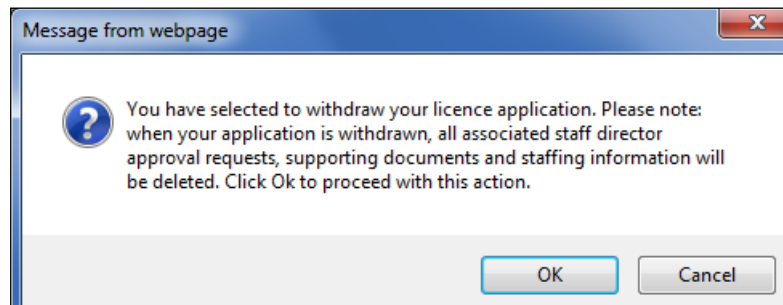 Message from webpage
You have selected to withdraw your licence application. Please note:
when your application is withdrawn, all associated staff director
approval requests, supporting documents and staffing information will
be deleted. Click Ok to proceed with this action.
OK
Cancel